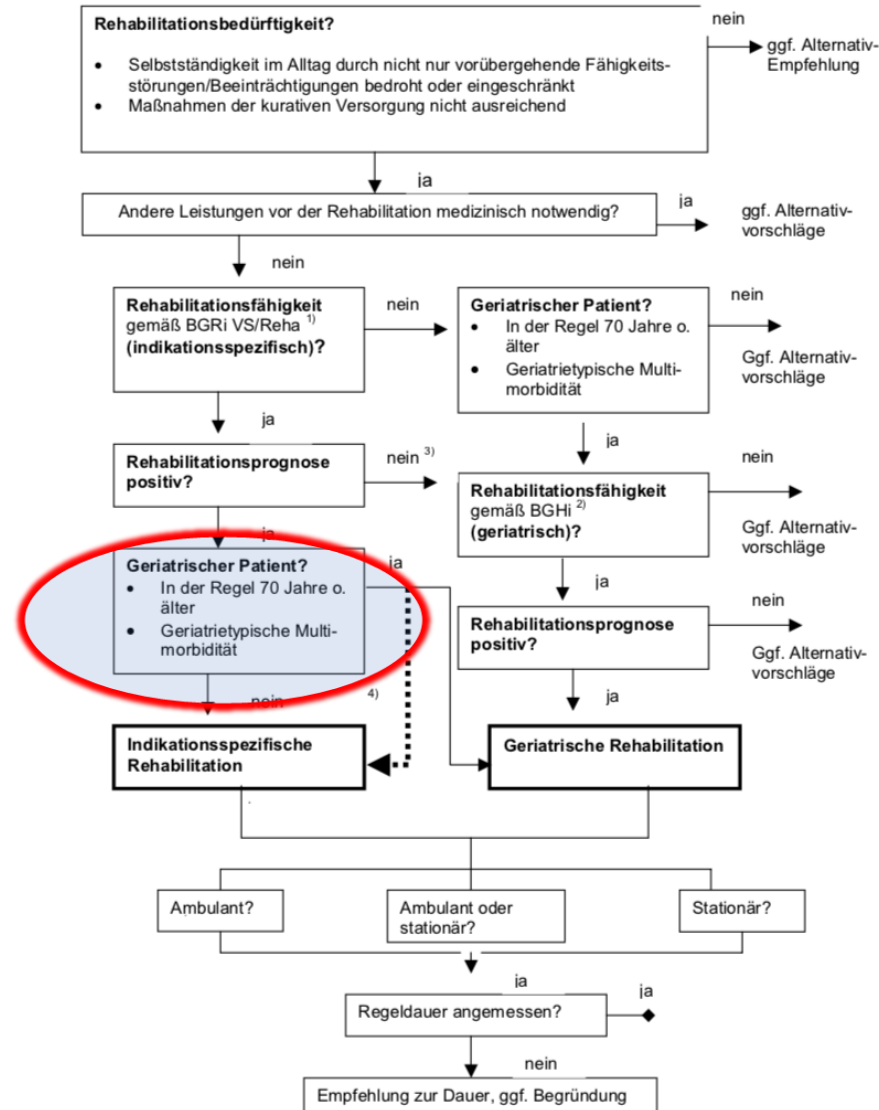 Rehabilitationsbedürftigkeit?
nein
• Selbstständigkeit im Alltag durch nicht nur vorübergehende Fähigkeits-
störungen/Beeinträchtigungen bedroht oder eingeschränkt
• Maßnahmen der kurativen Versorgung nicht ausreichend
ggf. Alternativ-
Empfehlung
ja
Andere Leistungen vor der Rehabilitation medizinisch notwendig?
ja
ggf. Alternativ-
vorschläge
nein
Rehabilitationsfähigkeit
gemäß BGRi VS/Reha 1)
(indikationsspezifisch)?
nein
Geriatrischer Patient?
• In der Regel 70 Jahre o.
älter
• Geriatrietypische Multi-
morbidität
nein
Ggf. Alternativ-
vorschläge
ja
ja
Rehabilitationsprognose
positiv?
nein 3)
Rehabilitationsfähigkeit
gemäß BGHi 2)
(geriatrisch)?
nein
Ggf. Alternativ-
vorschläge
ja
Geriatrischer Patient?
• In der Regel 70 Jahre o.
älter
• Geriatrietypische Multi-
morbidität
ja
ja
Rehabilitationsprognose
positiv?
nein
Ggf. Alternativ-
vorschläge
nein
4)
ja
Indikationsspezifische
Rehabilitation
Geriatrische Rehabilitation
Ambulant?
Ambulant oder
stationär?
Stationär?
ja
Regeldauer angemessen?
ja
nein
Empfehlung zur Dauer, ggf. Begründung